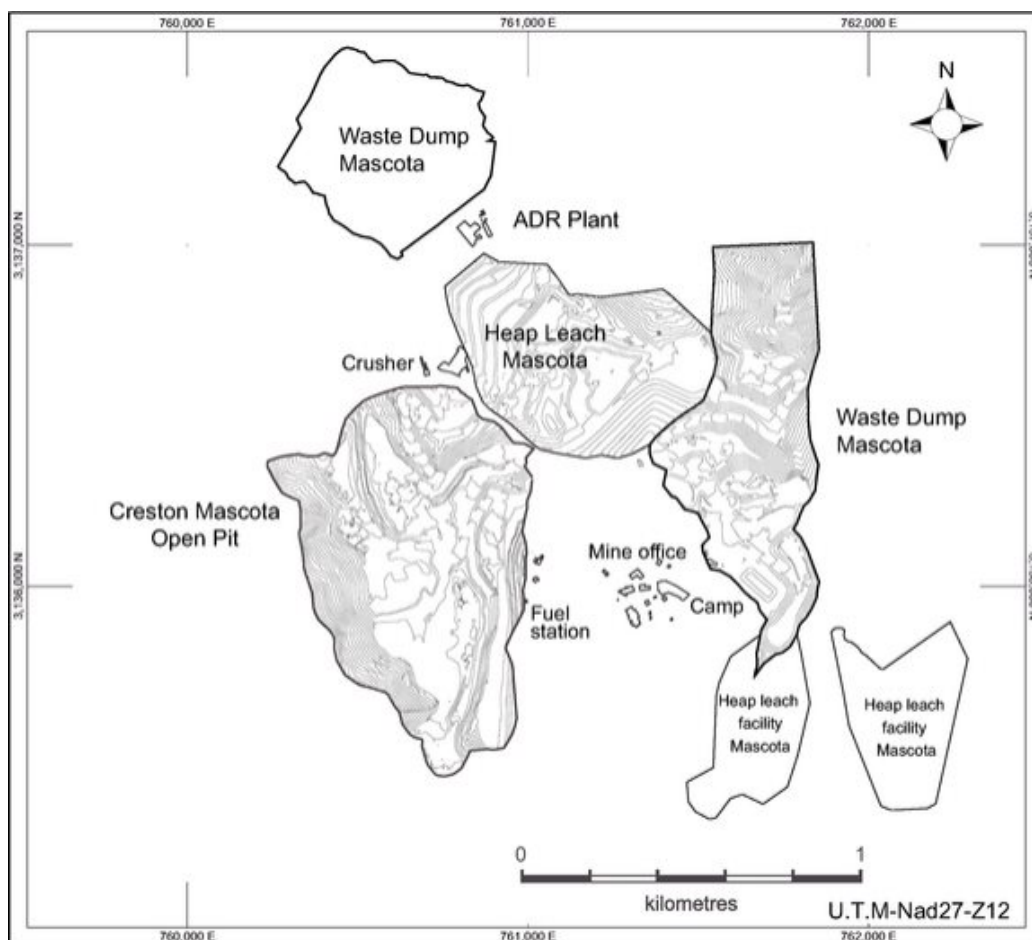 760,000 E
761,000 E
762,000 E
N
Waste Dump
Mascota
ADR Plant
3,137,000 N
Heap Leach
Mascota
Crusher
Waste Dump
Mascota
Creston Mascota
Open Pit
Mine office
3,136,000 N
Camp
Fuel
station
Heap leach
facility
Mascota
Heap leach
facility
Mascota
0
1
kilometres
U.T.M-Nad27-Z12
760,000 E
761,000 E
762,000 E